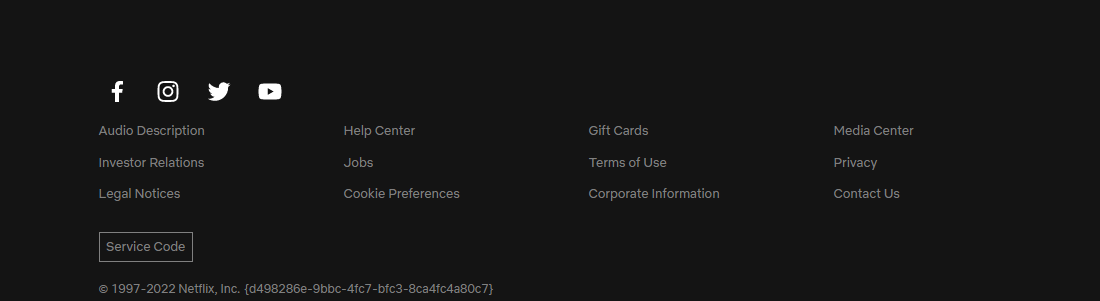 Audio Description Help Center Gift Cards Media Center
Investor Relations Jobs Terms of Use Privacy
Legal Notices Cookie Preferences Corporate Information Contact Us
Service Code
© 1997-2022 Netflix, Inc. {d498286e-9bbc-4fc7-bfc3-8ca4fc4a80c7}